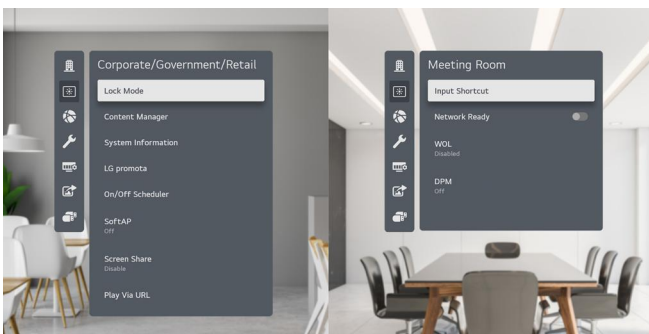 Corporate/Government/Retail
Lock Mode
Content Manager
System Information
LG promota
On/Off Scheduler
SoftAP
Off
Screen Share
Disable
Play Via URL
Meeting Room
Input Shortcut
Network Ready
WOL
Disabled
DPM
Off